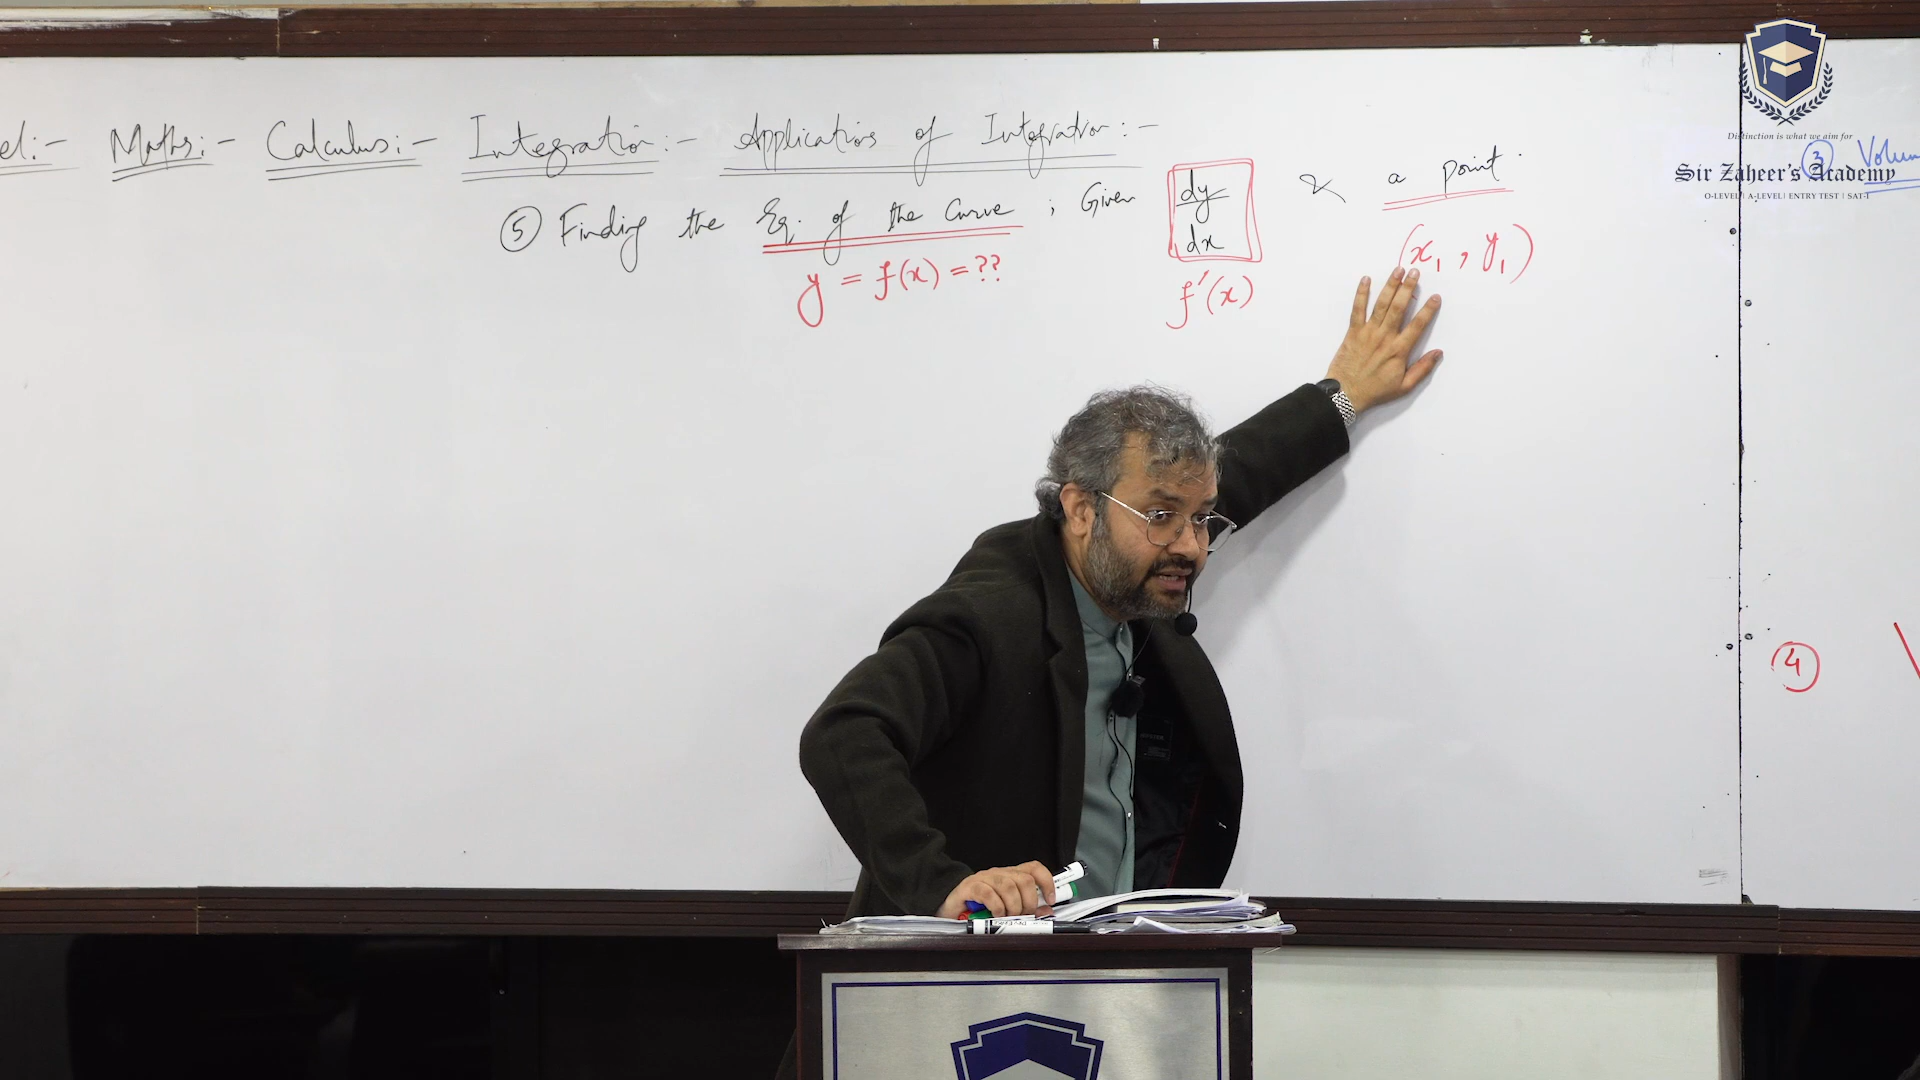 el:- Maths:- Calculus:- Integration:- Applications of Integration:-
⑤ Finding the Eq. of the Curve ; Given dy/dx & a point.
y = f(x) = ??
f'(x)
(x₁, y₁)
③ Volum
④
Distinction is what we aim for
Sir Zaheer's Academy
O-LEVEL | A-LEVEL | ENTRY TEST | SAT-I